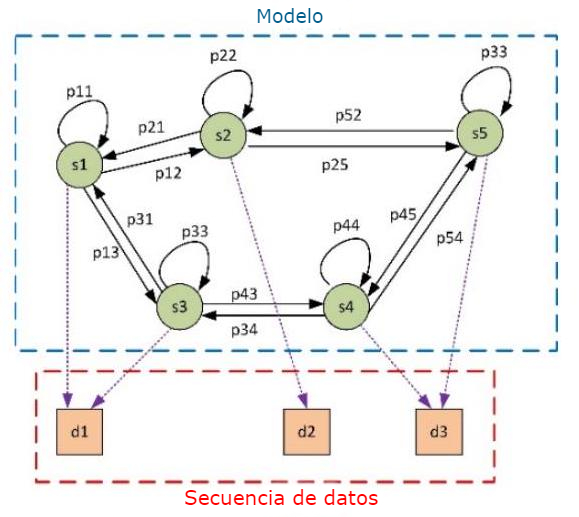 Modelo
p22
p33
p11
p21
p52
s2
s5
s1
p12
p25
p31
p33
p44
p45
p13
p54
s3
p43
s4
p34
d1
d2
d3
Secuencia de datos